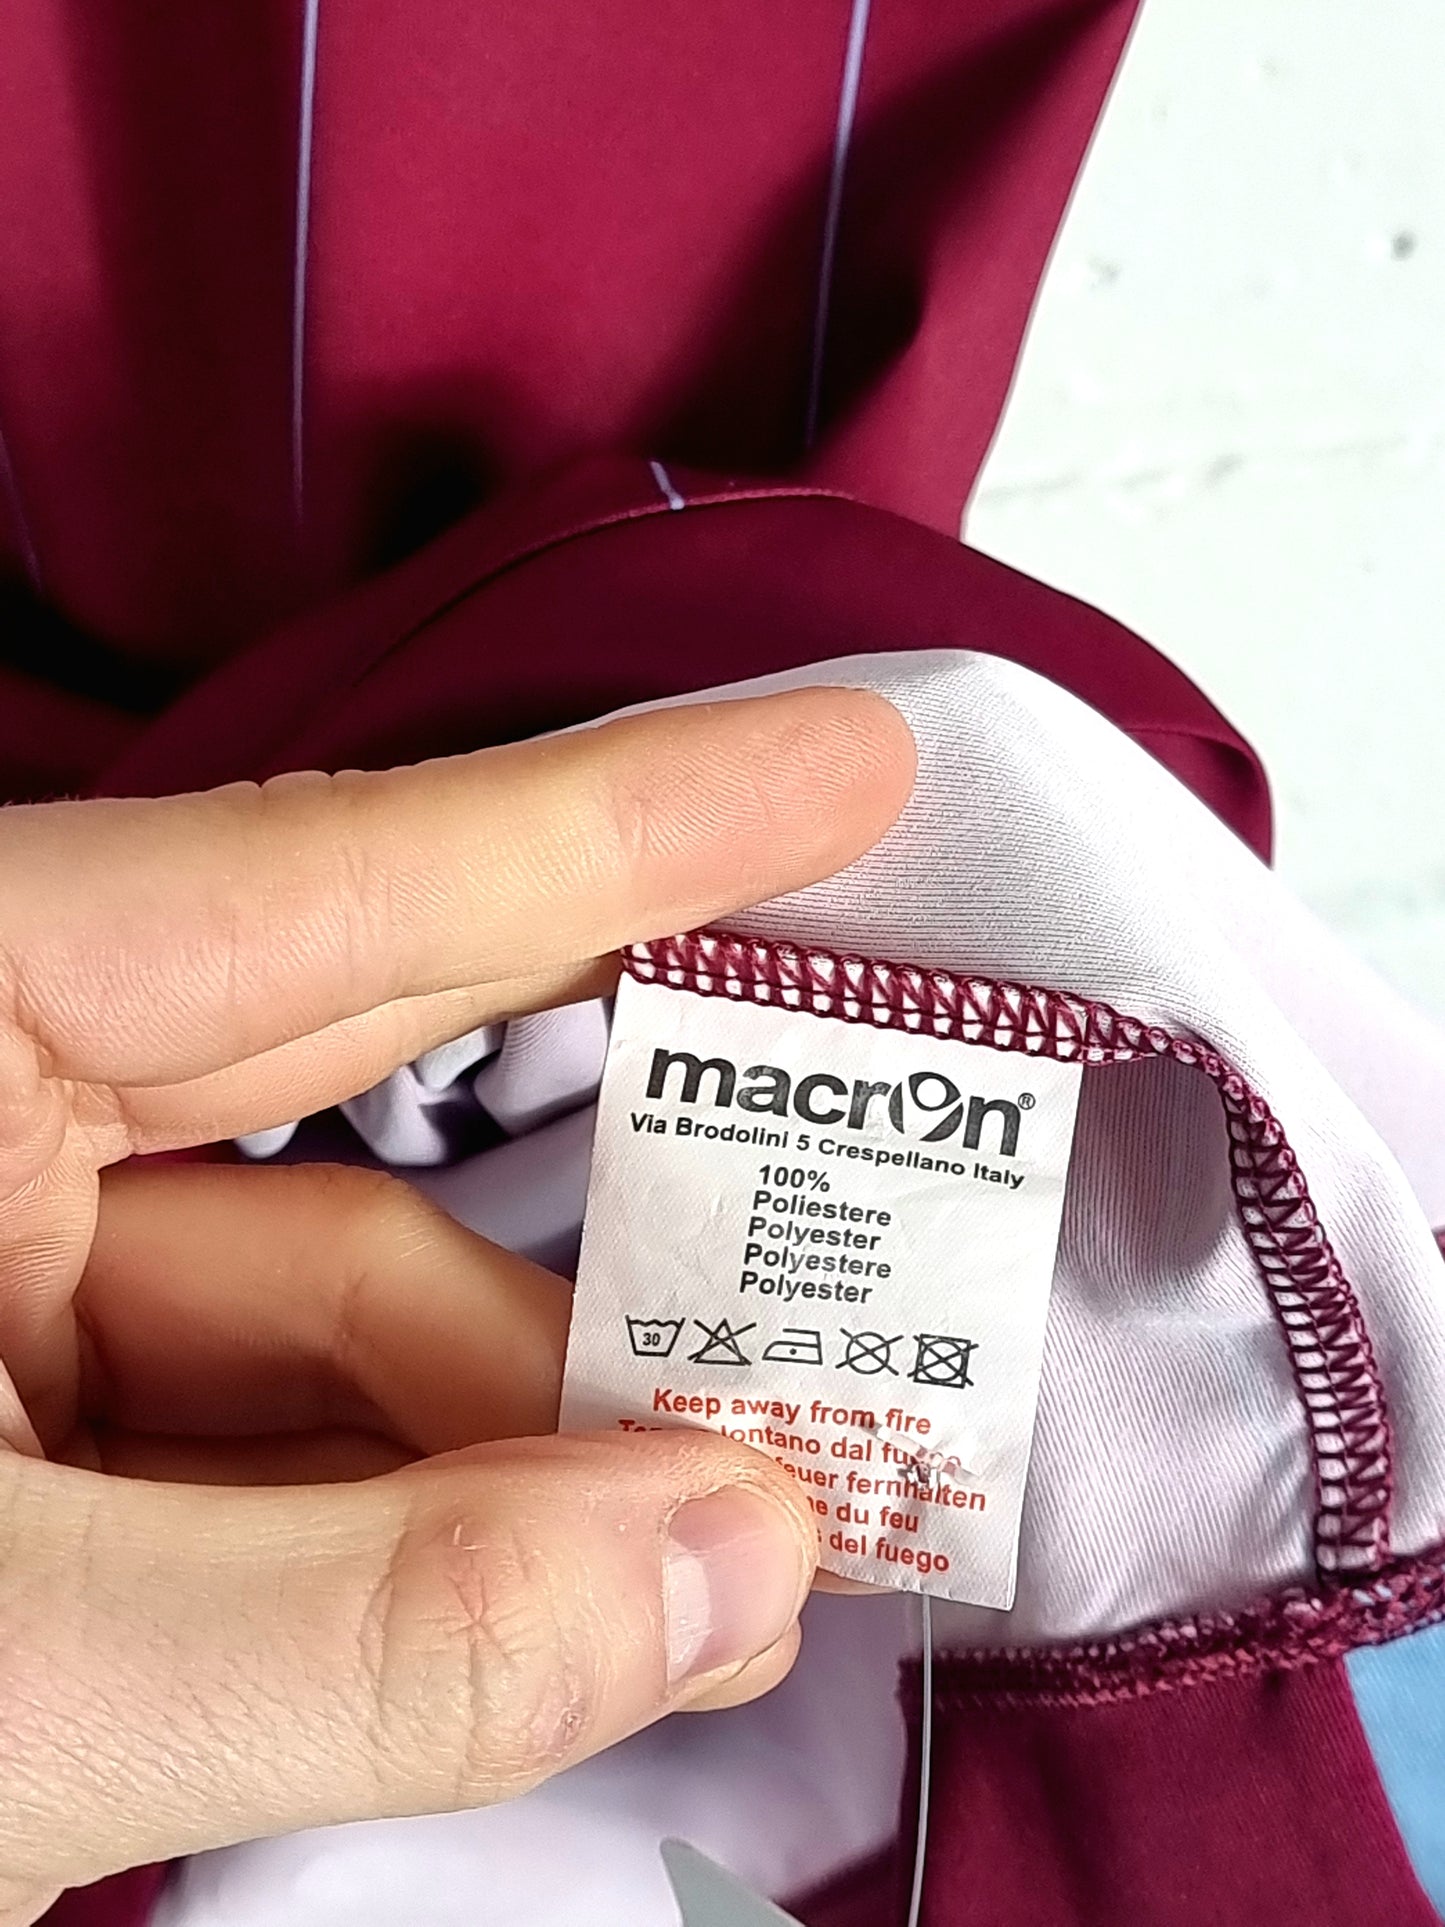 macron®
Via Brodolini 5 Crespellano Italy
100%
Poliestere
Polyester
Polyestere
Polyester
30
Keep away from fire
lontano dal fuoco
feuer fernhalten
du feu
del fuego